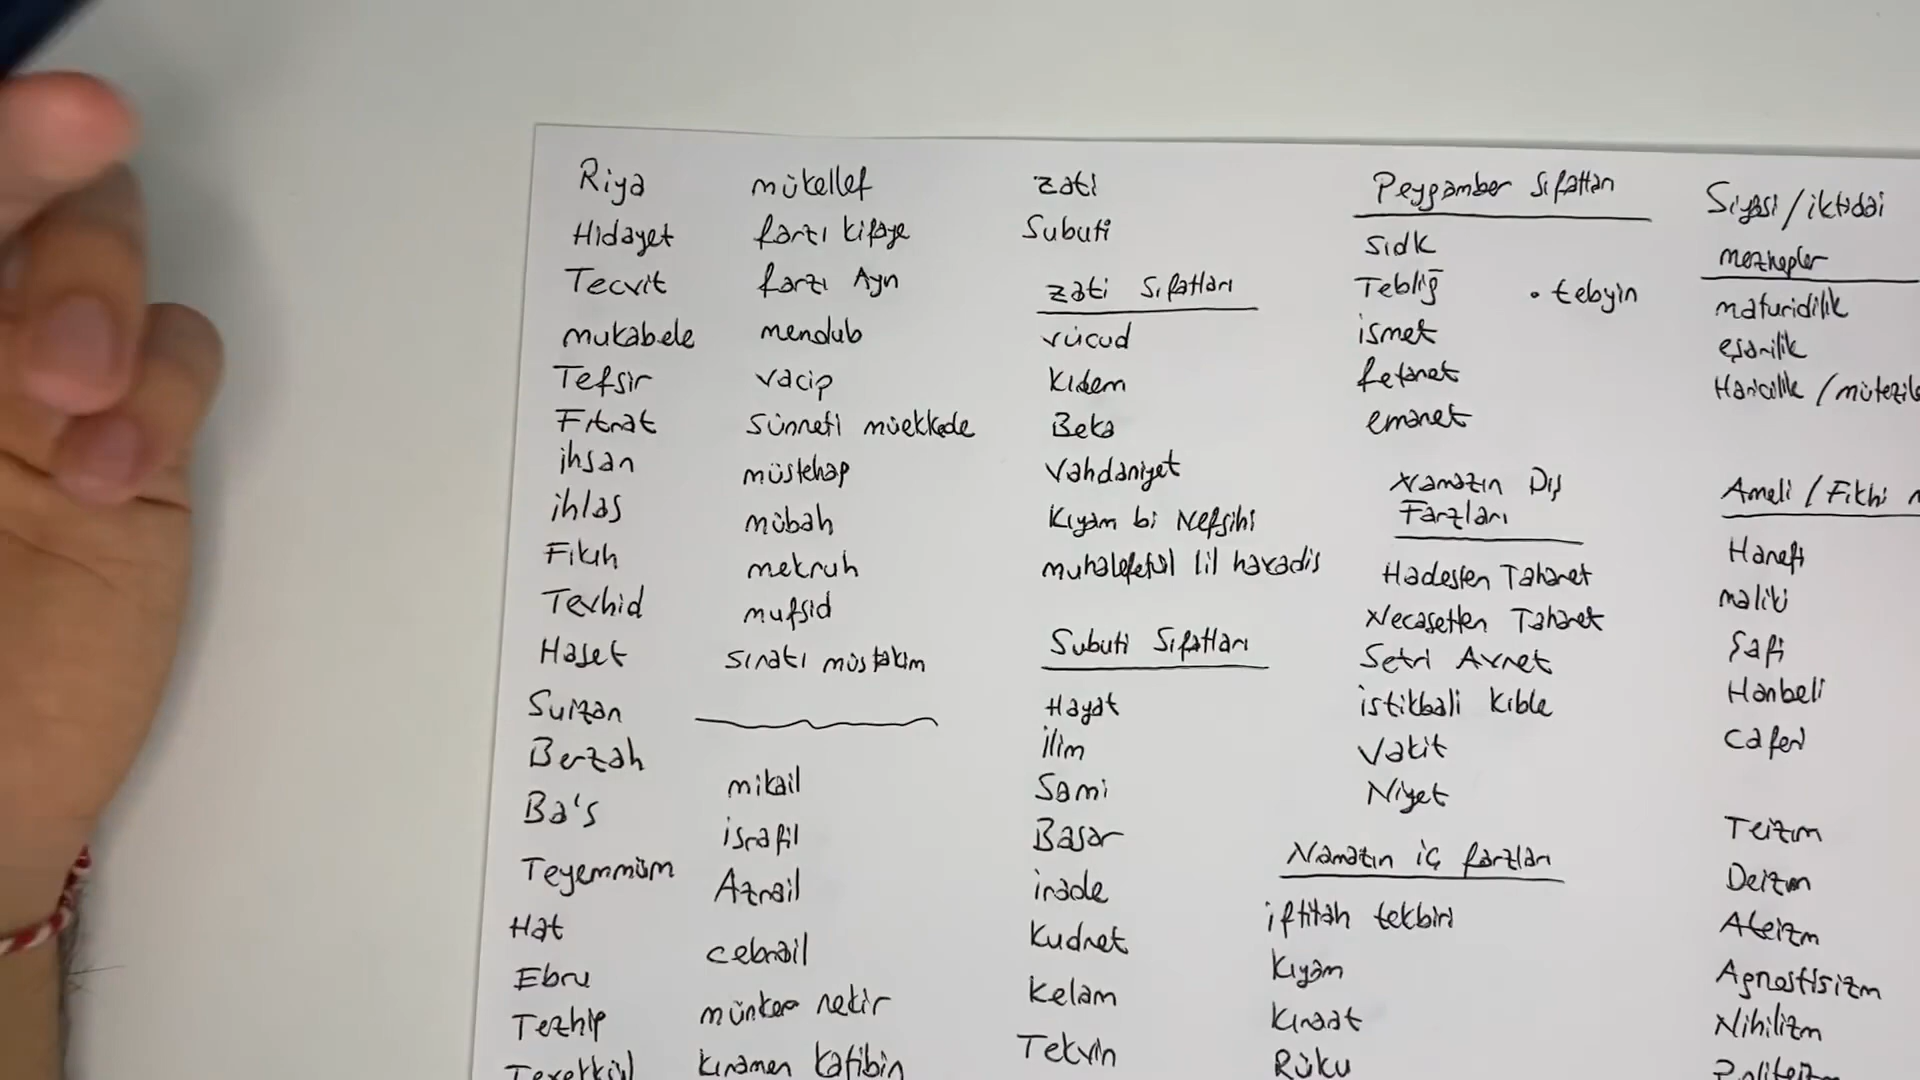 Riya
Hidayet
Tecvit
mukabele
Tefsir
Fıtrat
ihsan
ihlas
Fıkıh
Tevhid
Haset
Suizan
Berzah
Ba's
Teyemmüm
Hat
Ebru
Tezhip
mükellef
farzı kifaye
farzı Ayn
mendub
vacip
sünneti müekkede
müstehap
mübah
mekruh
mufsid
sıratı müstakim
mikail
israfil
Azrail
cebrail
münker nekir
kiramen katibin
zati
Subuti
zati Sıfatları
vücud
Kıdem
Beka
Vahdaniyet
Kıyam bi Nefsihi
muhalefetül lil havadis
Subuti Sıfatları
Hayat
ilim
Semi
Basar
irade
Kudret
Kelam
Tekvin
Peygamber Sıfatları
Sıdk
Tebliğ • tebyin
ismet
fetanet
emanet
Namazın Dış
Farzları
Hadesten Taharet
Necasetten Taharet
Setri Avret
istikbali Kıble
Vakit
Niyet
Namazın iç farzları
iftitah tekbiri
Kıyam
Kıraat
Rüku
Siyasi / iktidai
mezhepler
maturidilik
eşarilik
Haricilik /
Ameli / Fıkhi
Hanefi
maliki
Şafi
Hanbeli
Caferi
Teizm
Deizm
Ateizm
Agnostisizm
Nihilizm